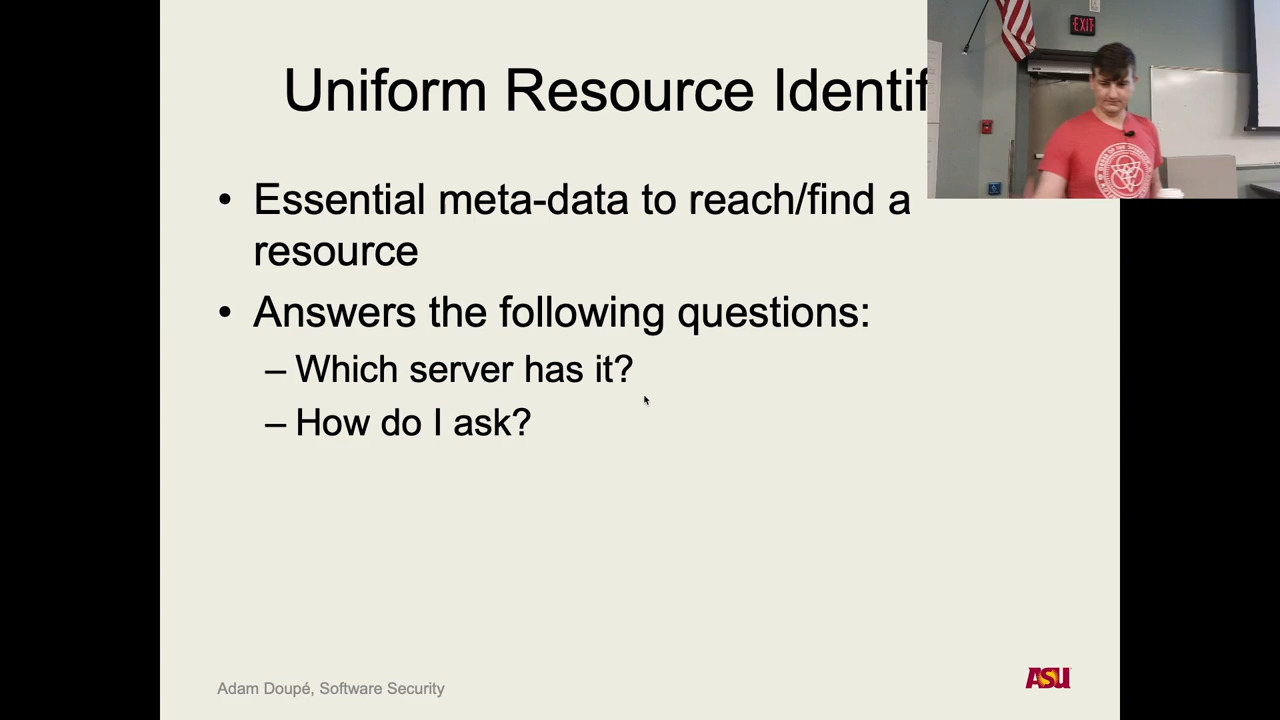 Uniform Resource Identif
EXIT
• Essential meta-data to reach/find a
resource
• Answers the following questions:
– Which server has it?
– How do I ask?
Adam Doupé, Software Security
ASU